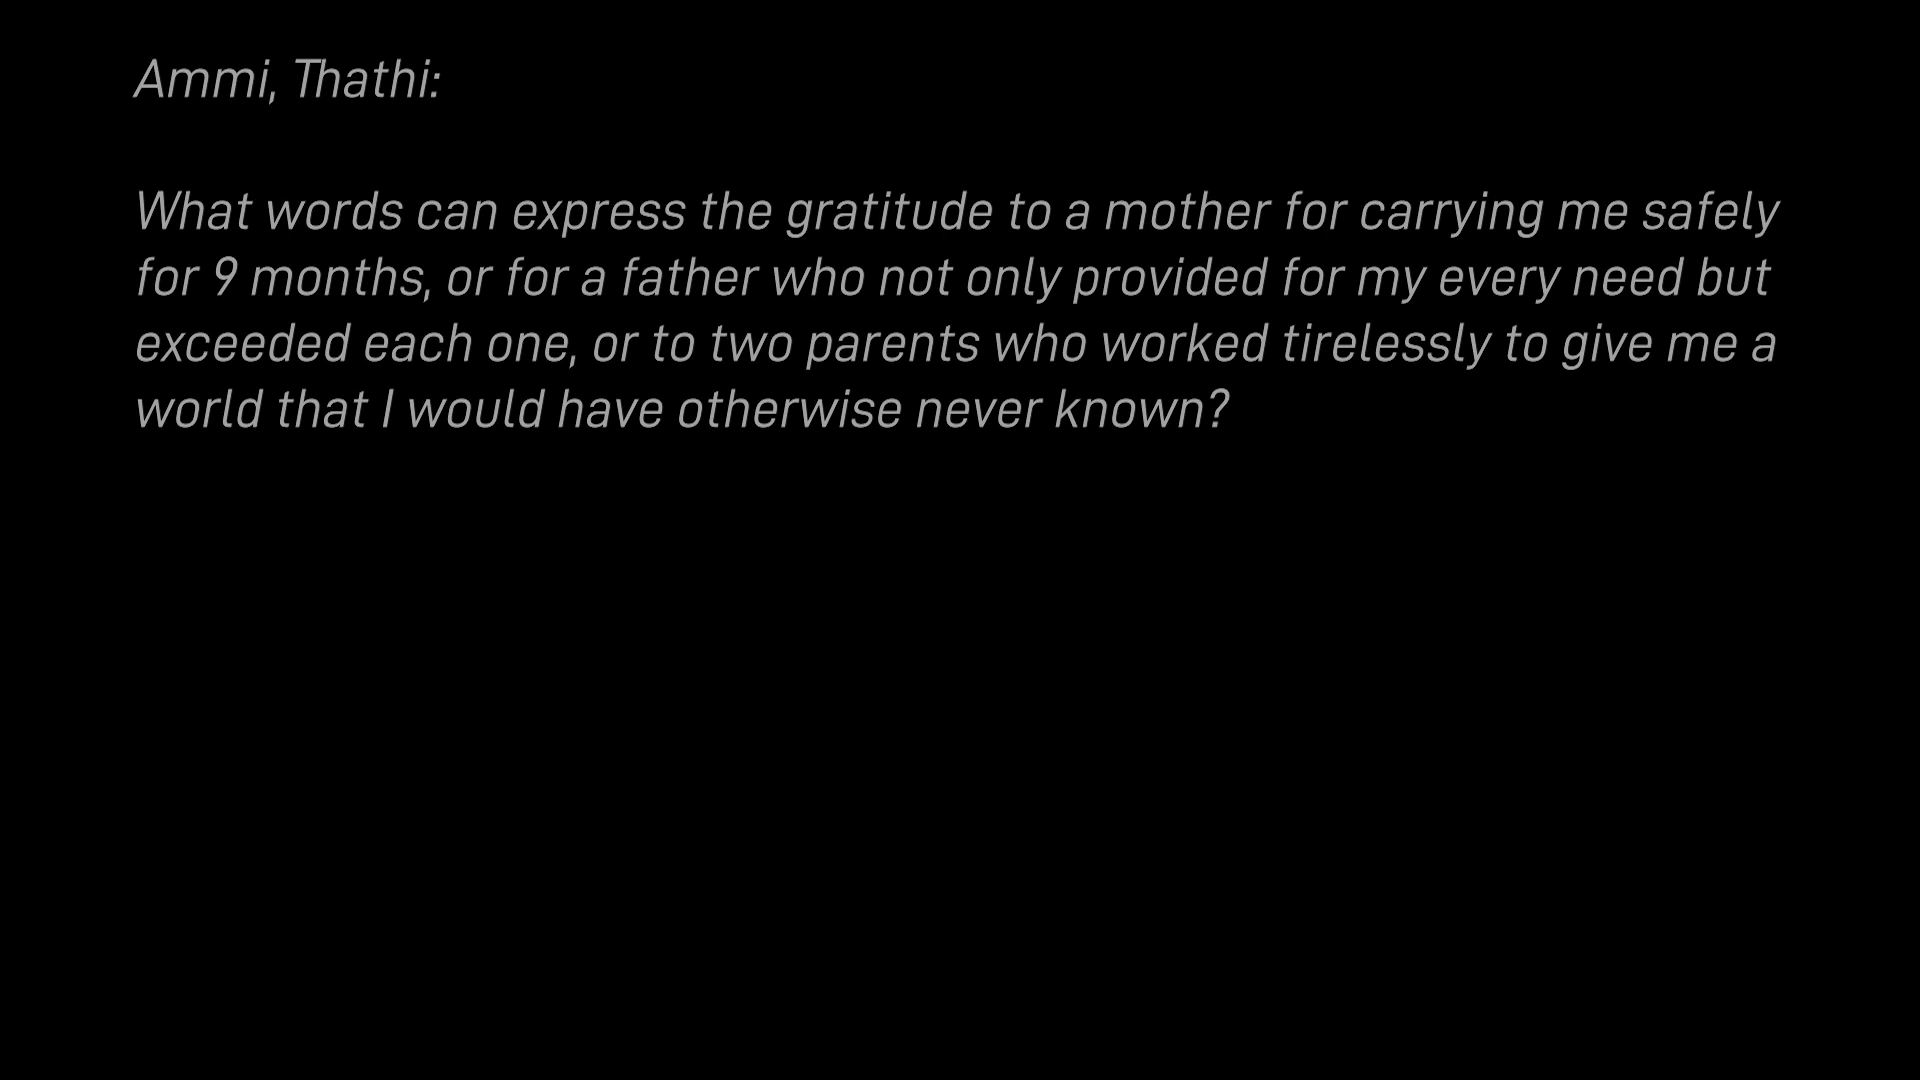 Ammi, Thathi:
What words can express the gratitude to a mother for carrying me safely
for 9 months, or for a father who not only provided for my every need but
exceeded each one, or to two parents who worked tirelessly to give me a
world that I would have otherwise never known?